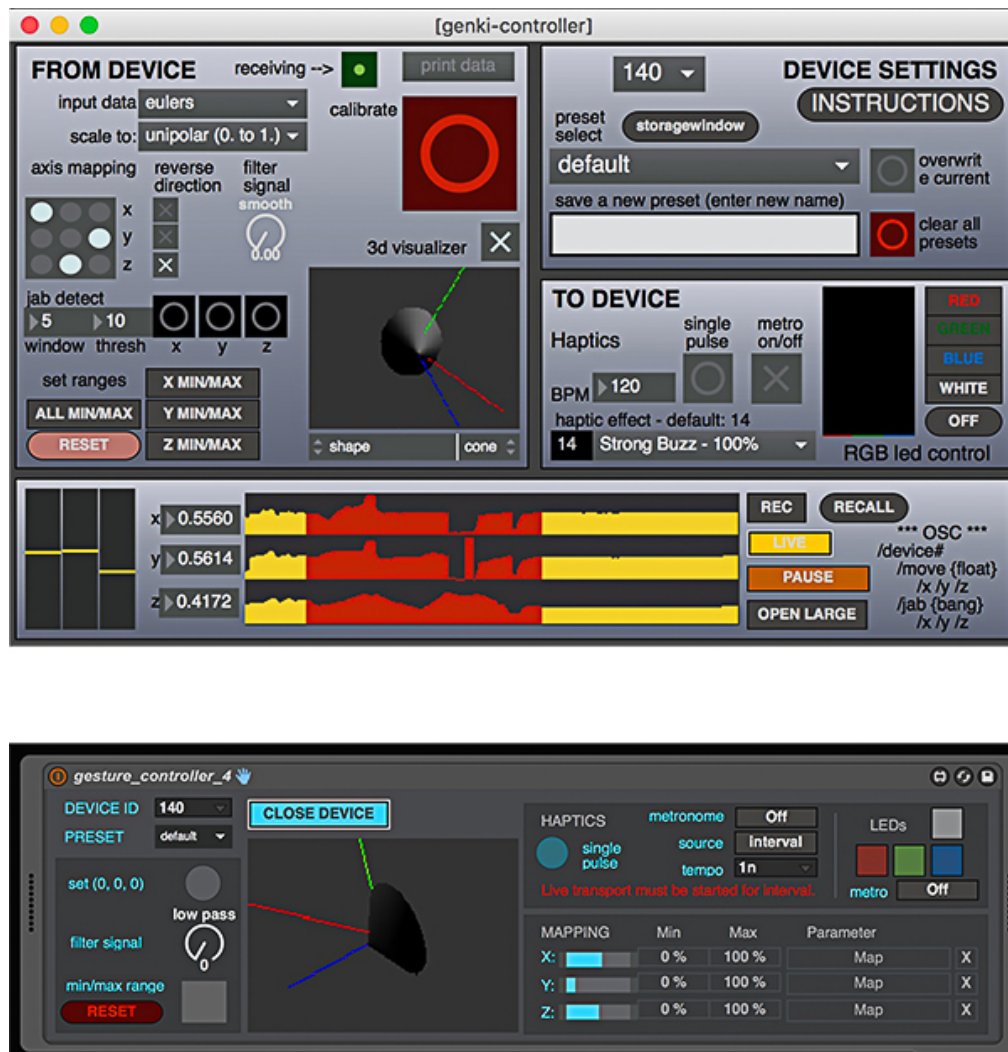 [genki-controller]
FROM DEVICE
receiving -->
print data
input data
eulers
scale to:
unipolar (0. to 1.)
calibrate
axis mapping
reverse
direction
filter
signal
smooth
0.00
x
y
z
3d visualizer
jab detect
5
10
window
thresh
x
y
z
set ranges
X MIN/MAX
ALL MIN/MAX
Y MIN/MAX
RESET
Z MIN/MAX
shape
cone
140
DEVICE SETTINGS
INSTRUCTIONS
preset
select
storagewindow
default
overwrit
e current
save a new preset (enter new name)
clear all
presets
TO DEVICE
Haptics
single
pulse
metro
on/off
BPM
120
haptic effect - default: 14
14
Strong Buzz - 100%
RED
GREEN
BLUE
WHITE
OFF
RGB led control
x
0.5560
y
0.5614
z
0.4172
REC
RECALL
LIVE
PAUSE
OPEN LARGE
*** OSC ***
/device#
/move {float}
/x /y /z
/jab {bang}
/x /y /z
gesture_controller_4
DEVICE ID
140
CLOSE DEVICE
PRESET
default
set (0, 0, 0)
low pass
filter signal
0
min/max range
RESET
HAPTICS
single
pulse
metronome
Off
source
Interval
tempo
1n
Live transport must be started for interval.
LEDs
metro
Off
MAPPING
Min
Max
Parameter
X:
0 %
100 %
Map
X
Y:
0 %
100 %
Map
X
Z:
0 %
100 %
Map
X